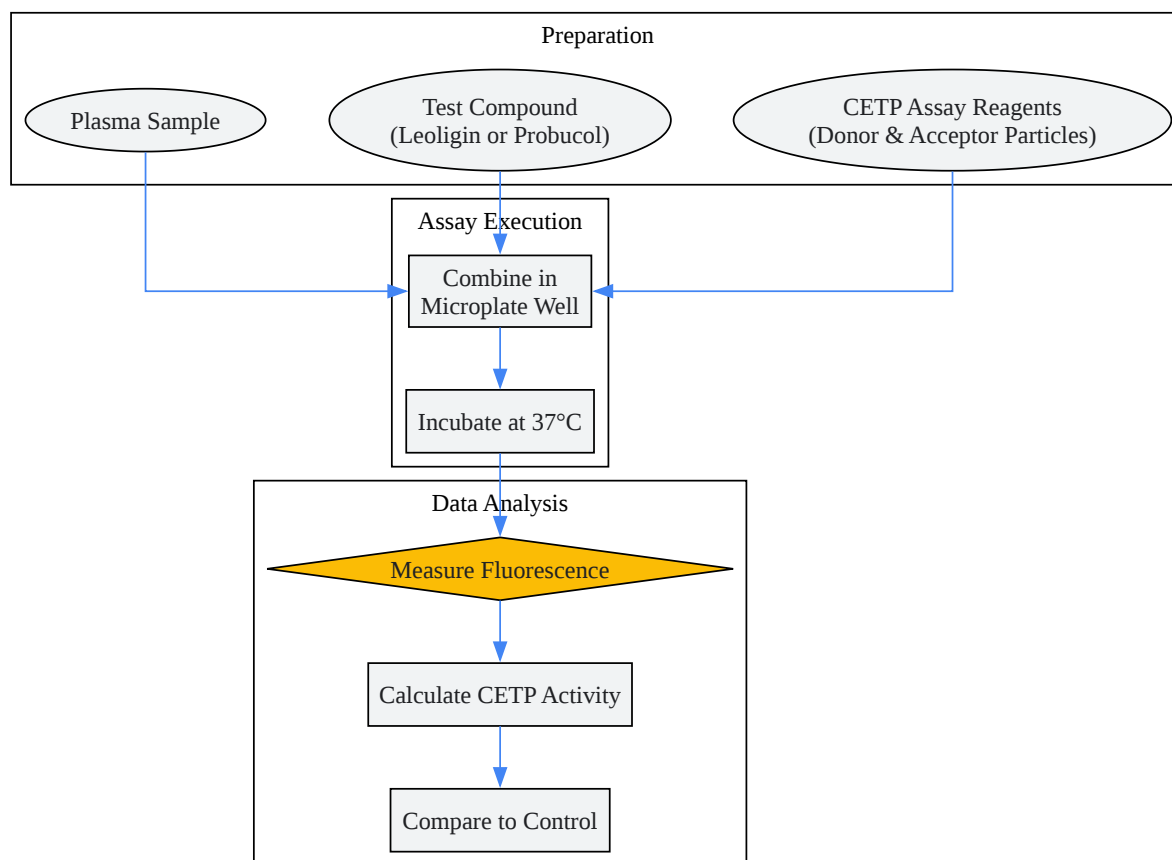 Preparation
Plasma Sample
Test Compound
(Leoligin or Probucol)
CETP Assay Reagents
(Donor & Acceptor Particles)
Assay Execution
Combine in
Microplate Well
Incubate at 37°C
Data Analysis
Measure Fluorescence
Calculate CETP Activity
Compare to Control